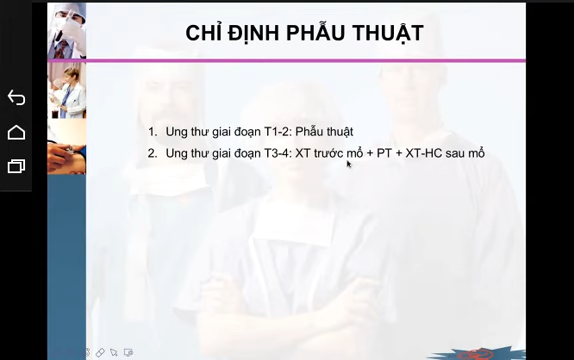 CHỈ ĐỊNH PHẪU THUẬT
1. Ung thư giai đoạn T1-2: Phẫu thuật
2. Ung thư giai đoạn T3-4: XT trước mổ + PT + XT-HC sau mổ